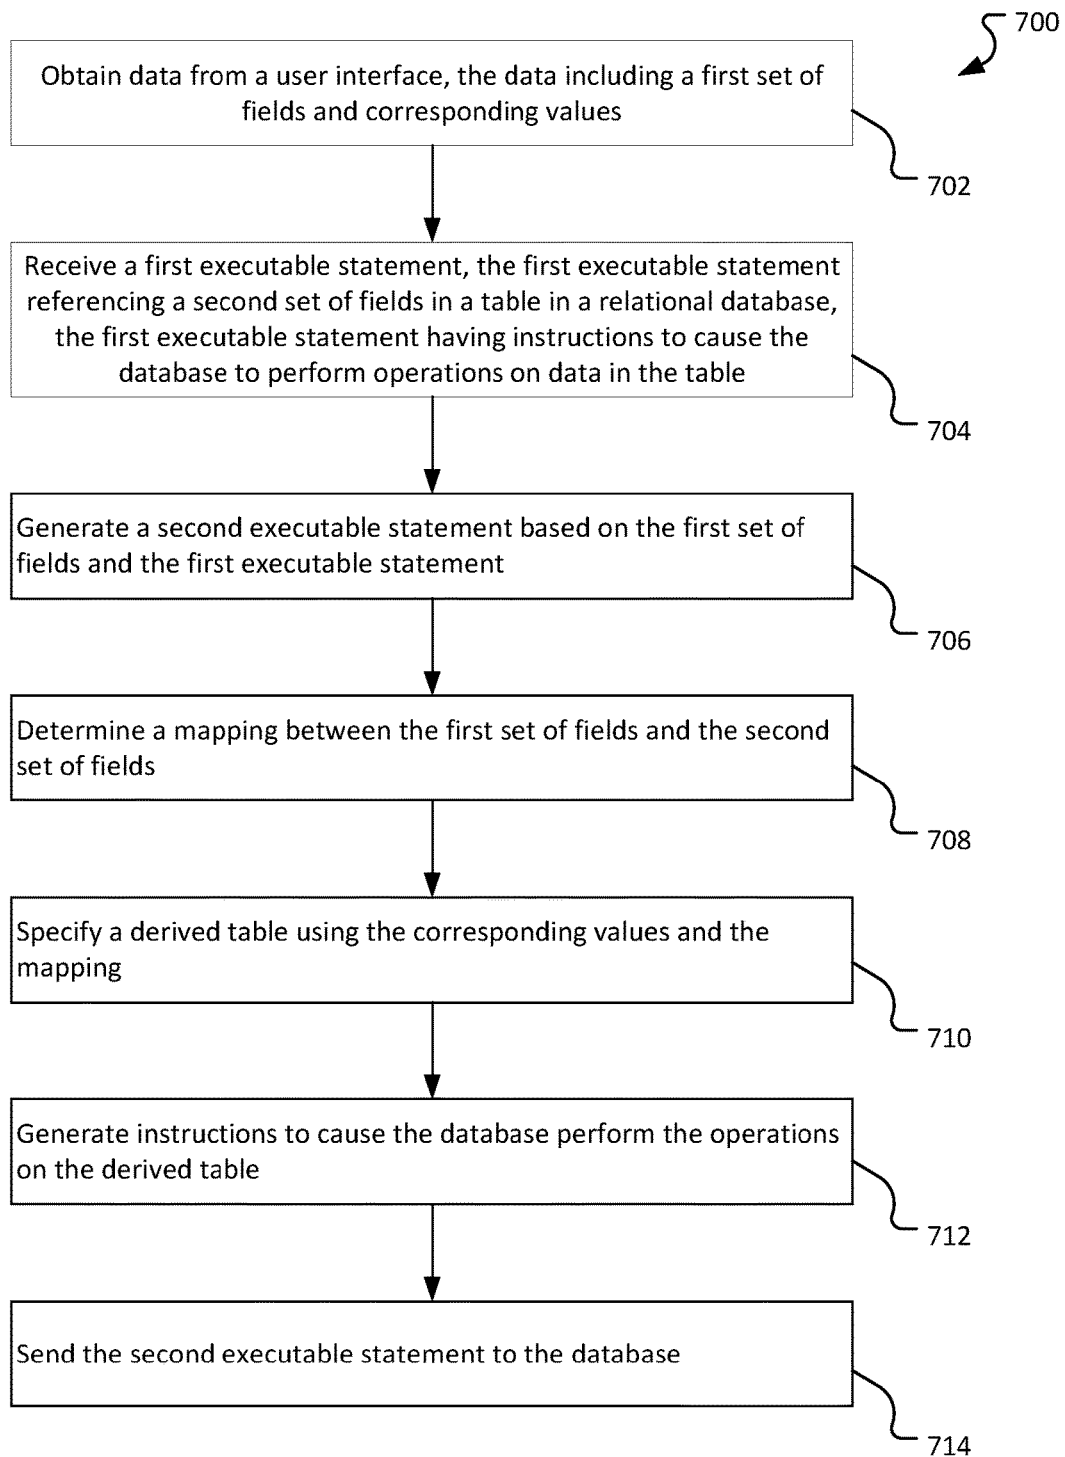 700
Obtain data from a user interface, the data including a first set of
fields and corresponding values
702
Receive a first executable statement, the first executable statement
referencing a second set of fields in a table in a relational database,
the first executable statement having instructions to cause the
database to perform operations on data in the table
704
Generate a second executable statement based on the first set of
fields and the first executable statement
706
Determine a mapping between the first set of fields and the second
set of fields
708
Specify a derived table using the corresponding values and the
mapping
710
Generate instructions to cause the database perform the operations
on the derived table
712
Send the second executable statement to the database
714